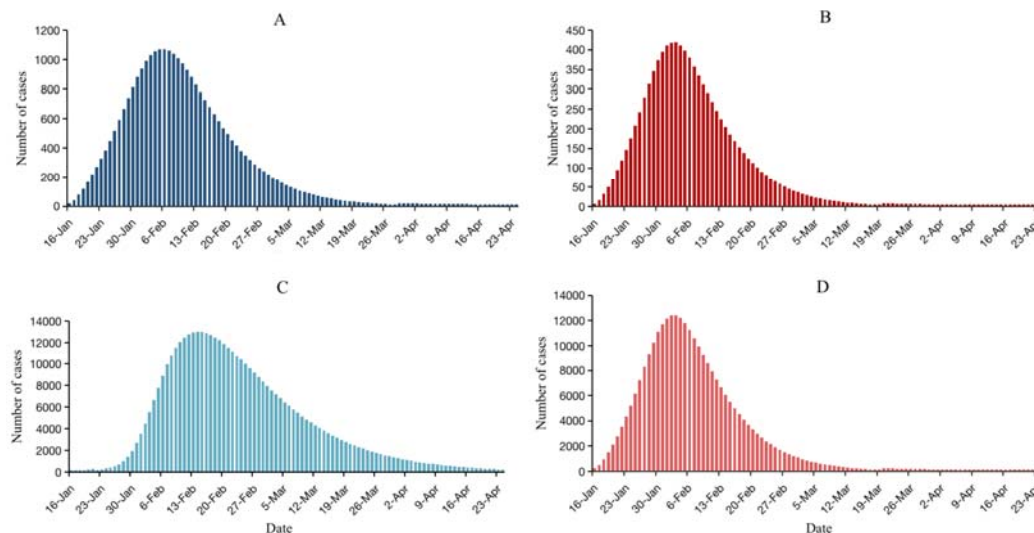 A
Number of cases
1200
1000
800
600
400
200
0
16-Jan
23-Jan
30-Jan
6-Feb
13-Feb
20-Feb
27-Feb
5-Mar
12-Mar
19-Mar
26-Mar
2-Apr
9-Apr
16-Apr
23-Apr
B
Number of cases
450
400
350
300
250
200
150
100
50
0
16-Jan
23-Jan
30-Jan
6-Feb
13-Feb
20-Feb
27-Feb
5-Mar
12-Mar
19-Mar
26-Mar
2-Apr
9-Apr
16-Apr
23-Ap
C
Number of cases
14000
12000
10000
8000
6000
4000
2000
0
16-Jan
23-Jan
30-Jan
6-Feb
13-Feb
20-Feb
27-Feb
5-Mar
12-Mar
19-Mar
26-Mar
2-Apr
9-Apr
16-Apr
23-Apr
Date
D
Number of cases
14000
12000
10000
8000
6000
4000
2000
0
16-Jan
23-Jan
30-Jan
6-Feb
13-Feb
20-Feb
27-Feb
5-Mar
12-Mar
19-Mar
26-Mar
2-Apr
9-Apr
16-Apr
23-Ap
Date